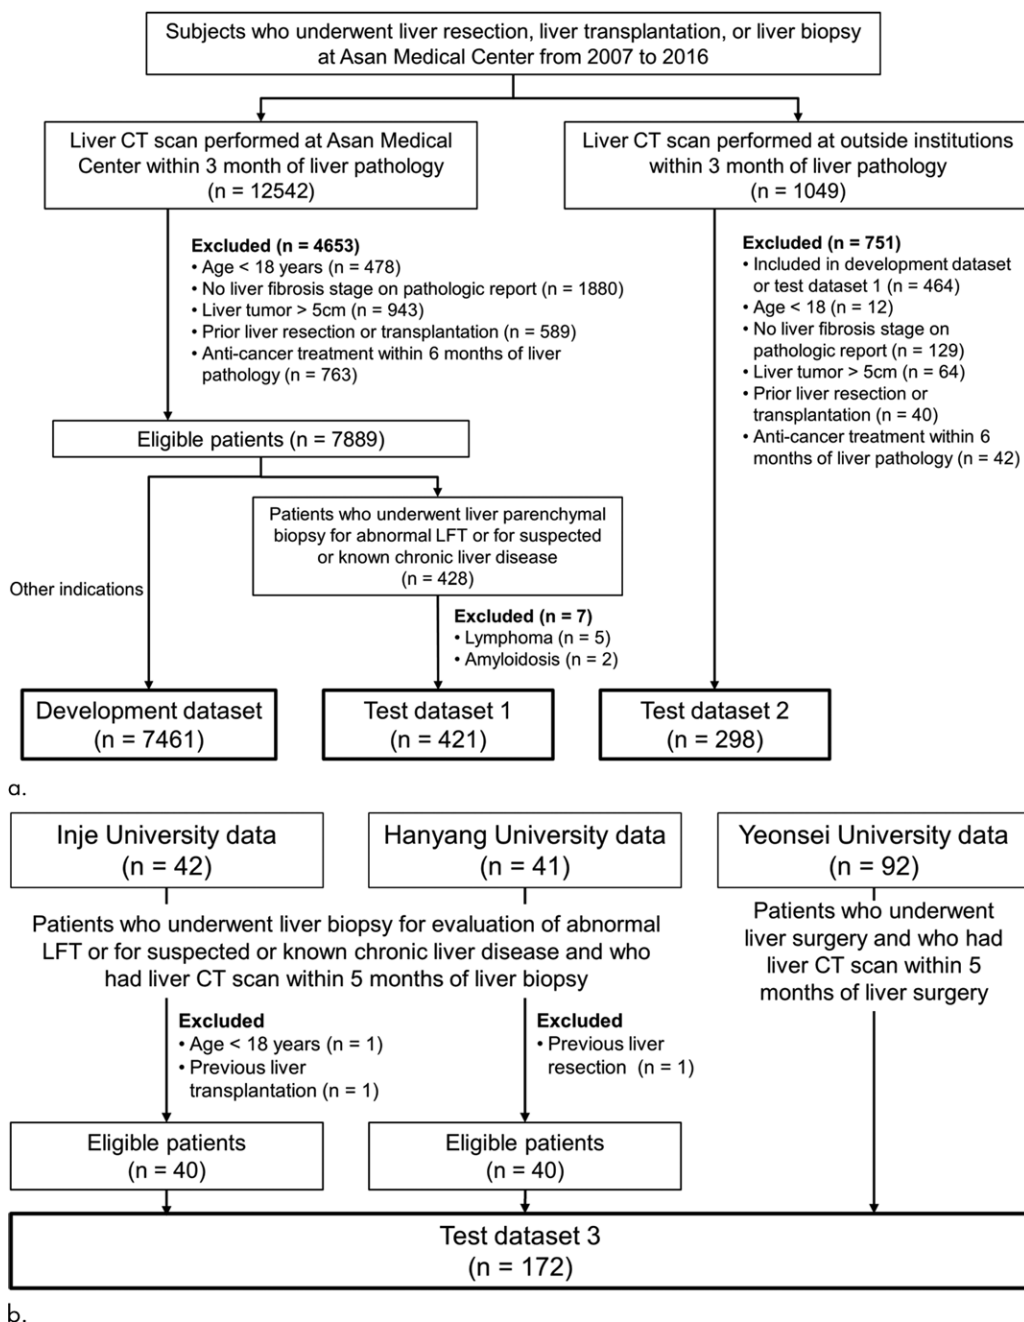 Subjects who underwent liver resection, liver transplantation, or liver biopsy
at Asan Medical Center from 2007 to 2016
Liver CT scan performed at Asan Medical
Center within 3 month of liver pathology
(n = 12542)
Liver CT scan performed at outside institutions
within 3 month of liver pathology
(n = 1049)
Excluded (n = 4653)
• Age < 18 years (n = 478)
• No liver fibrosis stage on pathologic report (n = 1880)
• Liver tumor > 5cm (n = 943)
• Prior liver resection or transplantation (n = 589)
• Anti-cancer treatment within 6 months of liver
pathology (n = 763)
Excluded (n = 751)
• Included in development dataset
or test dataset 1 (n = 464)
• Age < 18 (n = 12)
• No liver fibrosis stage on
pathologic report (n = 129)
• Liver tumor > 5cm (n = 64)
• Prior liver resection or
transplantation (n = 40)
• Anti-cancer treatment within 6
months of liver pathology (n = 42)
Eligible patients (n = 7889)
Patients who underwent liver parenchymal
biopsy for abnormal LFT or for suspected
or known chronic liver disease
(n = 428)
Other indications
Excluded (n = 7)
• Lymphoma (n = 5)
• Amyloidosis (n = 2)
Development dataset
(n = 7461)
Test dataset 1
(n = 421)
Test dataset 2
(n = 298)
a.
Inje University data
(n = 42)
Hanyang University data
(n = 41)
Yeonsei University data
(n = 92)
Patients who underwent liver biopsy for evaluation of abnormal
LFT or for suspected or known chronic liver disease and who
had liver CT scan within 5 months of liver biopsy
Patients who underwent
liver surgery and who had
liver CT scan within 5
months of liver surgery
Excluded
• Age < 18 years (n = 1)
• Previous liver
transplantation (n = 1)
Excluded
• Previous liver
resection (n = 1)
Eligible patients
(n = 40)
Eligible patients
(n = 40)
Test dataset 3
(n = 172)
b.